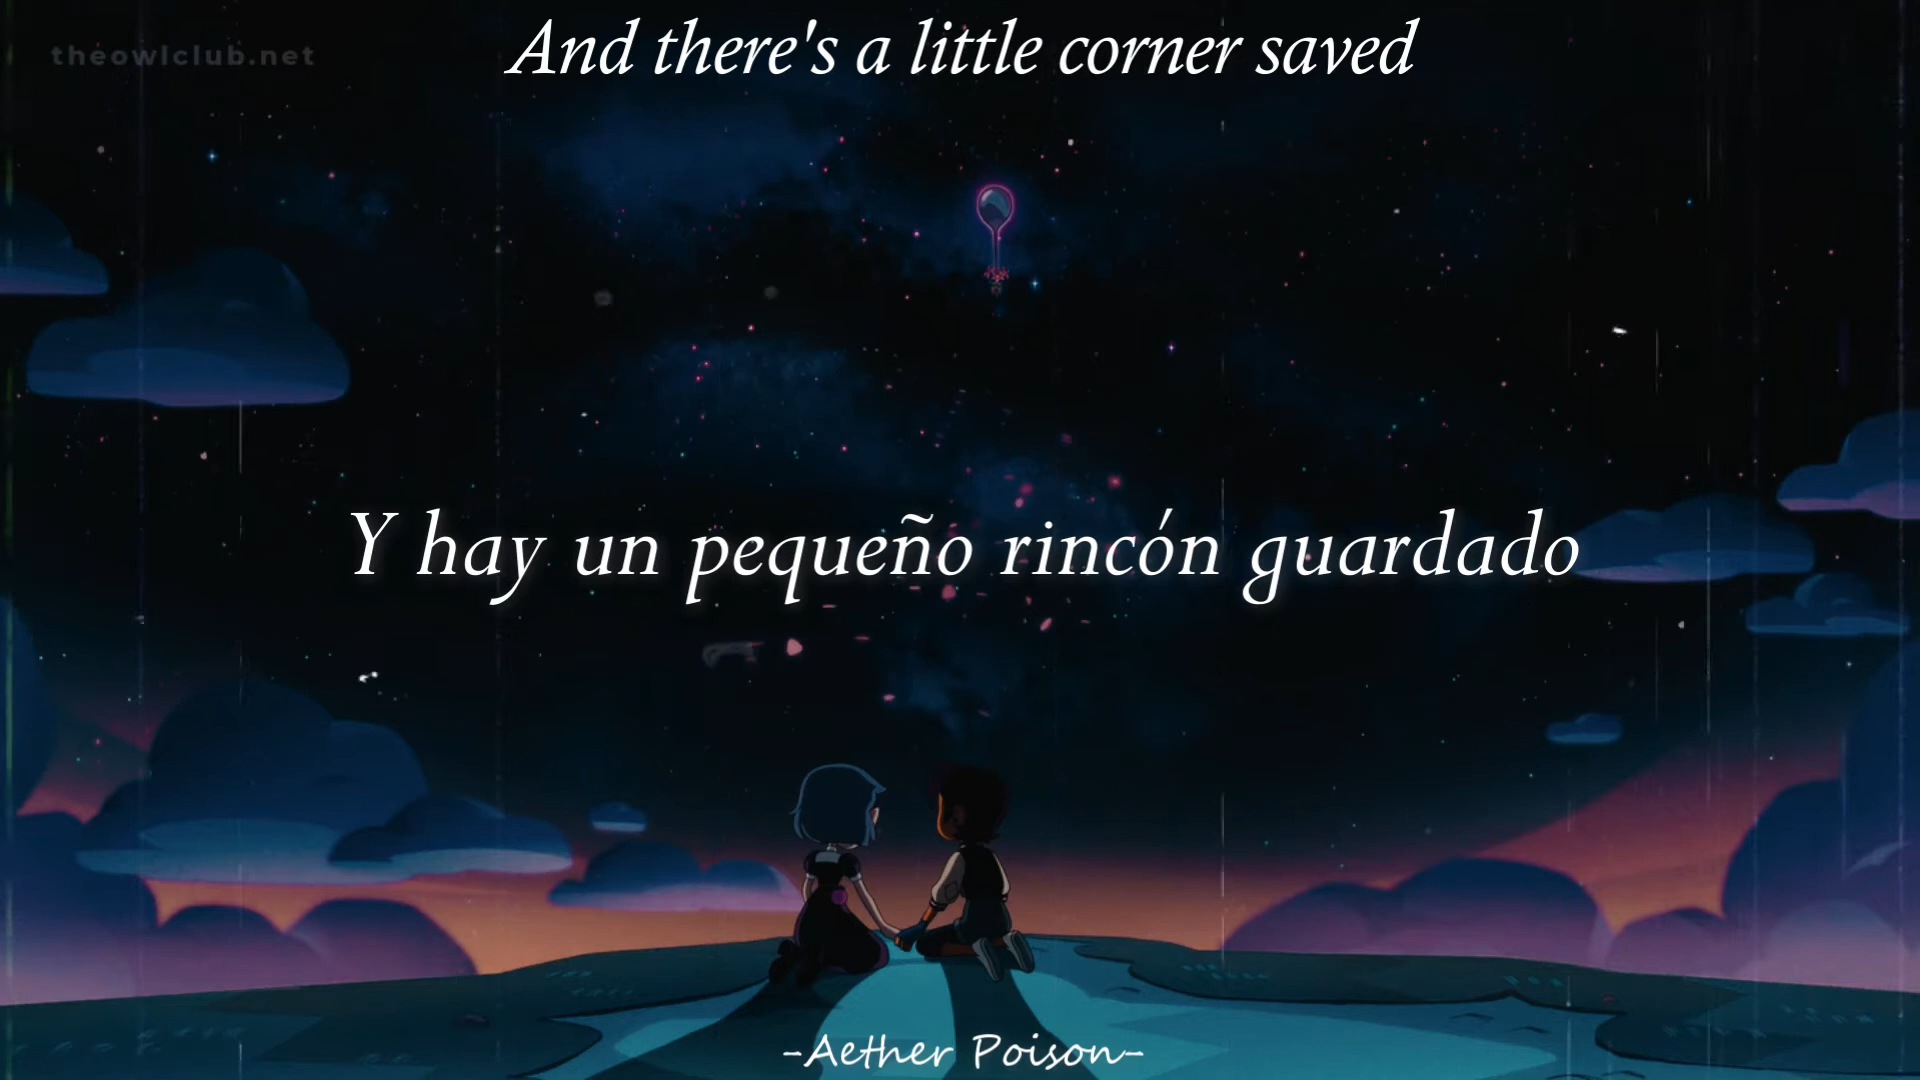 theowlclub.net
And there's a little corner saved
Y hay un pequeño rincón guardado
-Aether Poison-